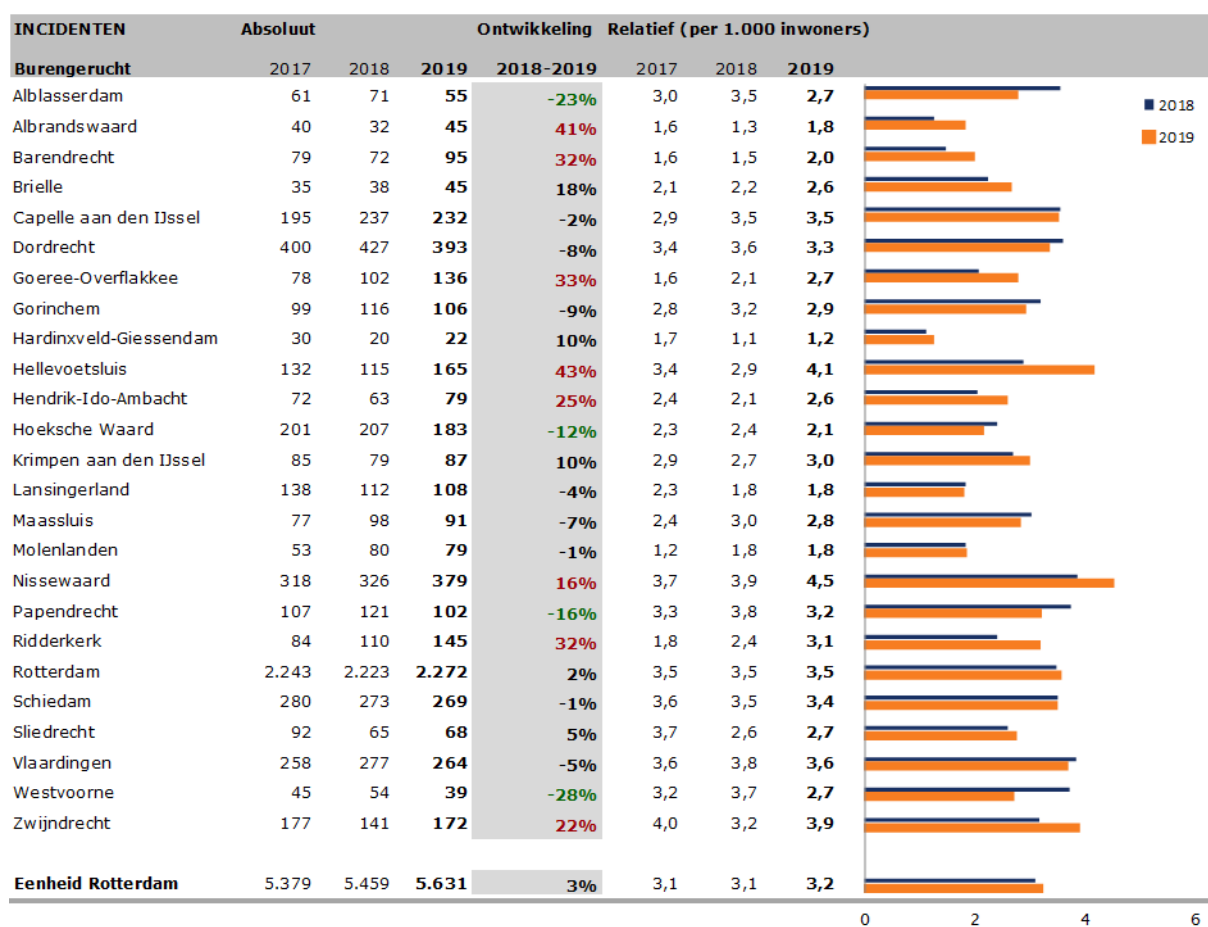 INCIDENTEN Absoluut Ontwikkeling Relatief (per 1.000 inwoners)
Burengerucht 2017 2018 2019 2018-2019 2017 2018 2019
Alblasserdam 61 71 55 -23% 3,0 3,5 2,7
2018
Albrandswaard 40 32 45 41% 1,6 1,3 1,8
2019
Barendrecht 79 72 95 32% 1,6 1,5 2,0
Brielle 35 38 45 18% 2,1 2,2 2,6
Capelle aan den IJssel 195 237 232 -2% 2,9 3,5 3,5
Dordrecht 400 427 393 -8% 3,4 3,6 3,3
Goeree-Overflakkee 78 102 136 33% 1,6 2,1 2,7
Gorinchem 99 116 106 -9% 2,8 3,2 2,9
Hardinxveld-Giessendam 30 20 22 10% 1,7 1,1 1,2
Hellevoetsluis 132 115 165 43% 3,4 2,9 4,1
Hendrik-Ido-Ambacht 72 63 79 25% 2,4 2,1 2,6
Hoeksche Waard 201 207 183 -12% 2,3 2,4 2,1
Krimpen aan den IJssel 85 79 87 10% 2,9 2,7 3,0
Lansingerland 138 112 108 -4% 2,3 1,8 1,8
Maassluis 77 98 91 -7% 2,4 3,0 2,8
Molenlanden 53 80 79 -1% 1,2 1,8 1,8
Nissewaard 318 326 379 16% 3,7 3,9 4,5
Papendrecht 107 121 102 -16% 3,3 3,8 3,2
Ridderkerk 84 110 145 32% 1,8 2,4 3,1
Rotterdam 2.243 2.223 2.272 2% 3,5 3,5 3,5
Schiedam 280 273 269 -1% 3,6 3,5 3,4
Sliedrecht 92 65 68 5% 3,7 2,6 2,7
Vlaardingen 258 277 264 -5% 3,6 3,8 3,6
Westvoorne 45 54 39 -28% 3,2 3,7 2,7
Zwijndrecht 177 141 172 22% 4,0 3,2 3,9
Eenheid Rotterdam 5.379 5.459 5.631 3% 3,1 3,1 3,2
0 2 4 6